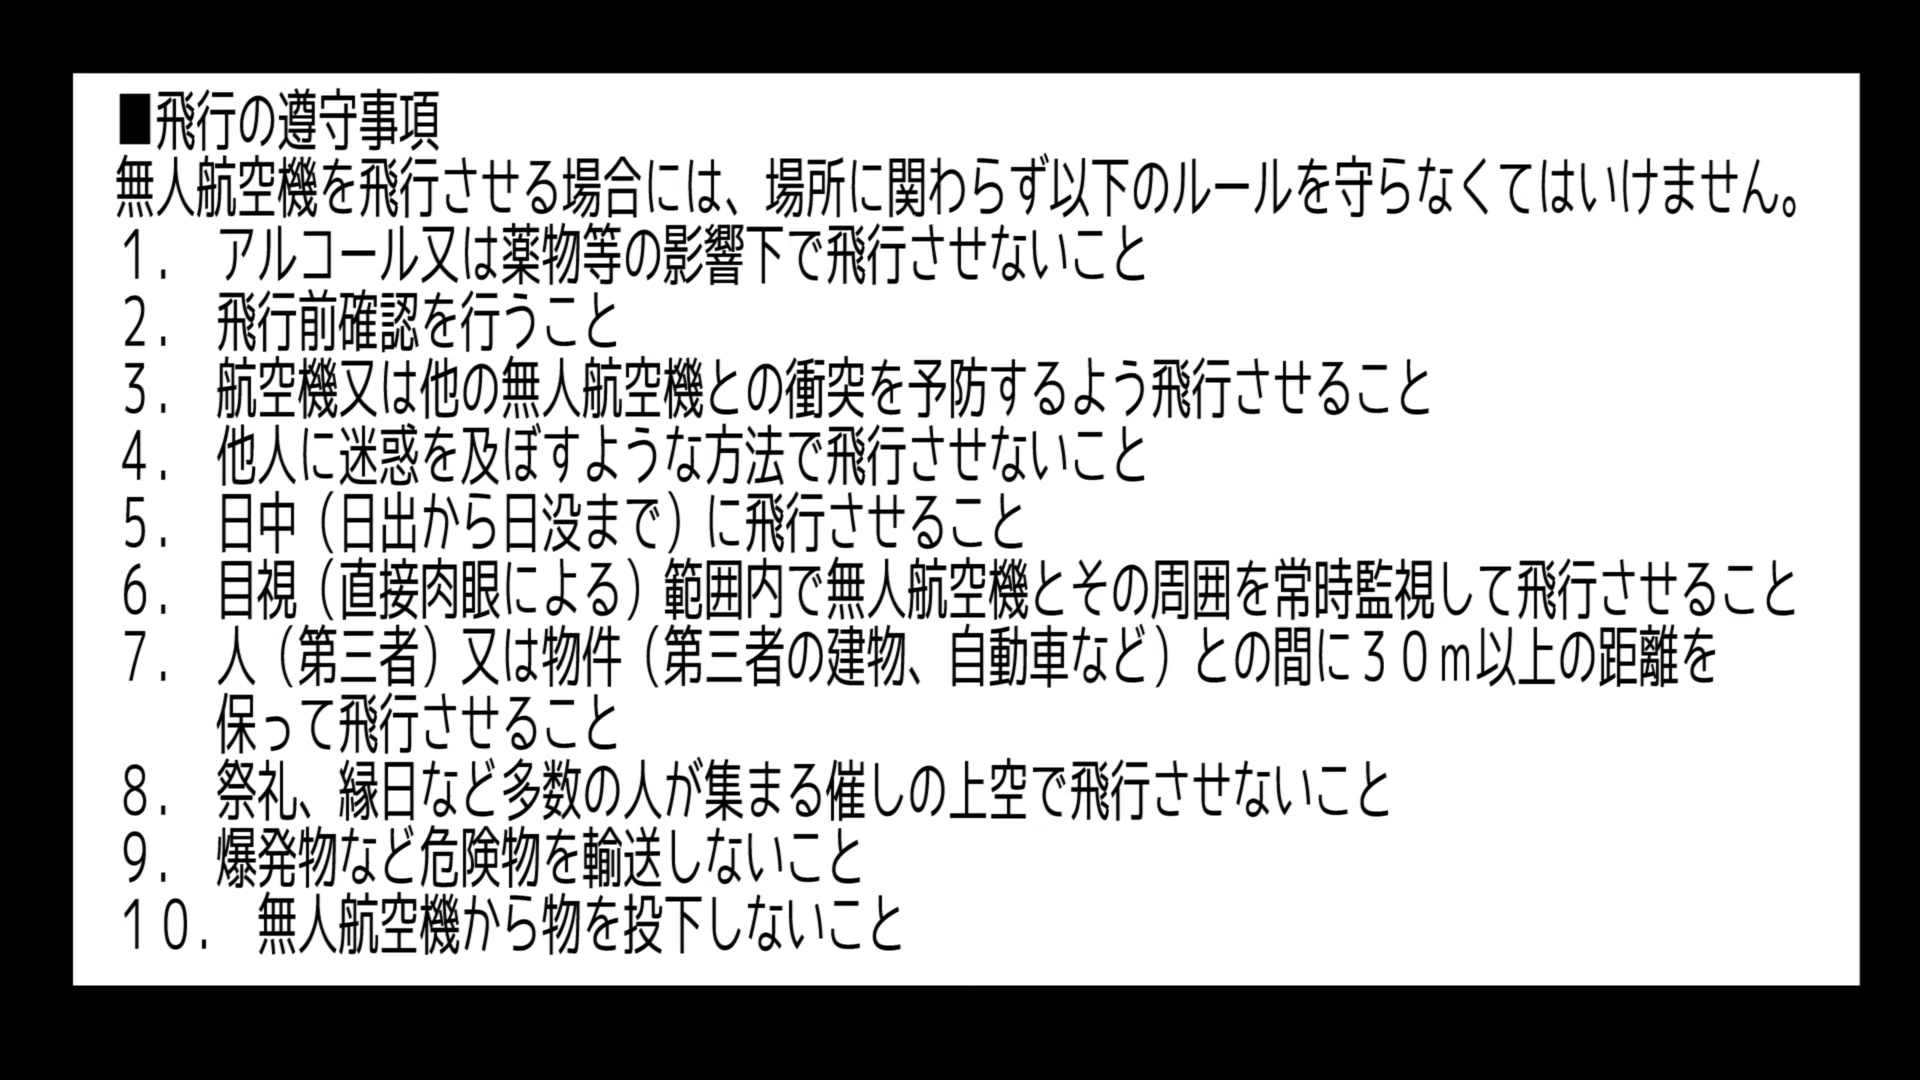 ■飛行の遵守事項
無人航空機を飛行させる場合には、場所に関わらず以下のルールを守らなくてはいけません。
１．　アルコール又は薬物等の影響下で飛行させないこと
２．　飛行前確認を行うこと
３．　航空機又は他の無人航空機との衝突を予防するよう飛行させること
４．　他人に迷惑を及ぼすような方法で飛行させないこと
５．　日中（日出から日没まで）に飛行させること
６．　目視（直接肉眼による）範囲内で無人航空機とその周囲を常時監視して飛行させること
７．　人（第三者）又は物件（第三者の建物、自動車など）との間に３０ｍ以上の距離を
保って飛行させること
８．　祭礼、縁日など多数の人が集まる催しの上空で飛行させないこと
９．　爆発物など危険物を輸送しないこと
１０．　無人航空機から物を投下しないこと